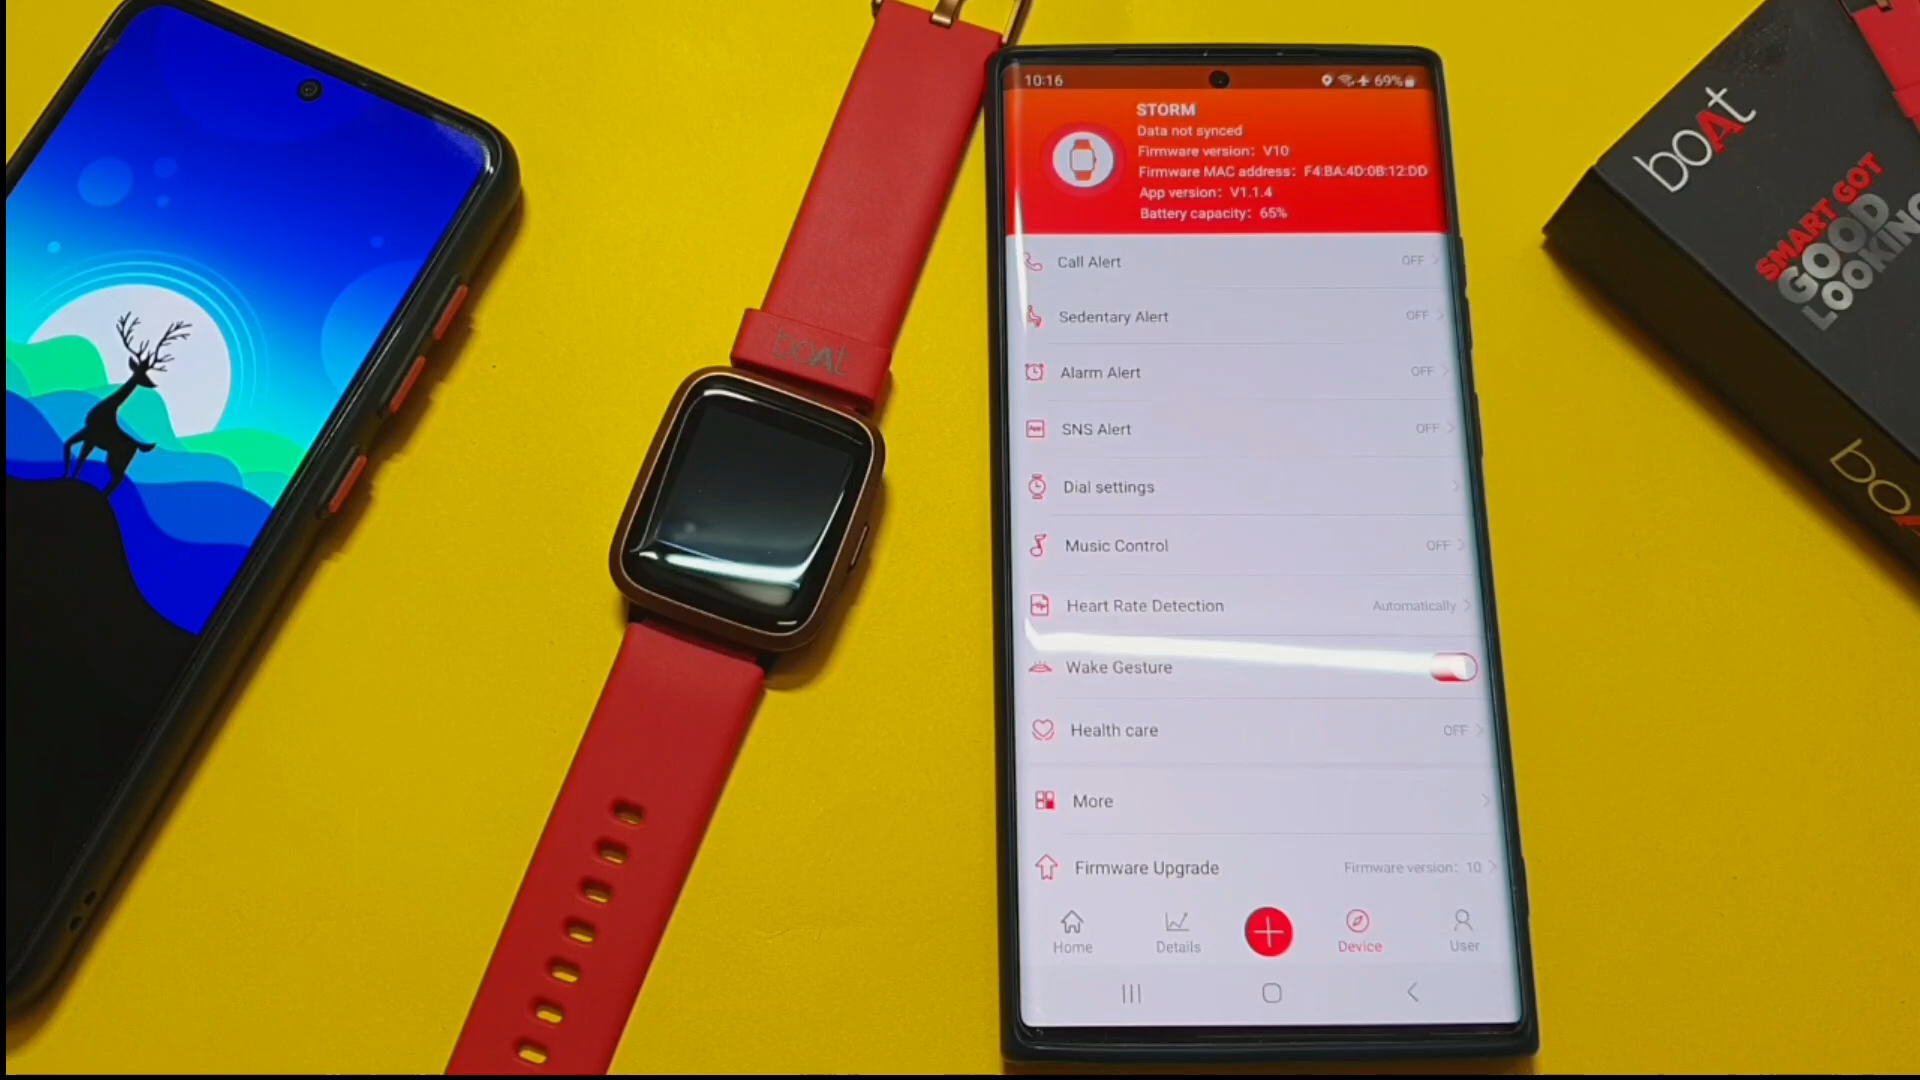 boAt
10:16
69%
STORM
Data not synced
Firmware version: V10
Firmware MAC address: F4:BA:4D:0B:12:DD
App version: V1.1.4
Battery capacity: 65%
Call Alert OFF
Sedentary Alert OFF
Alarm Alert OFF
SNS Alert OFF
Dial settings
Music Control OFF
Heart Rate Detection Automatically
Wake Gesture
Health care OFF
More
Firmware Upgrade Firmware version: 10
Home Details Device User
boAt
SMART GOT
GOOD
LOOKING